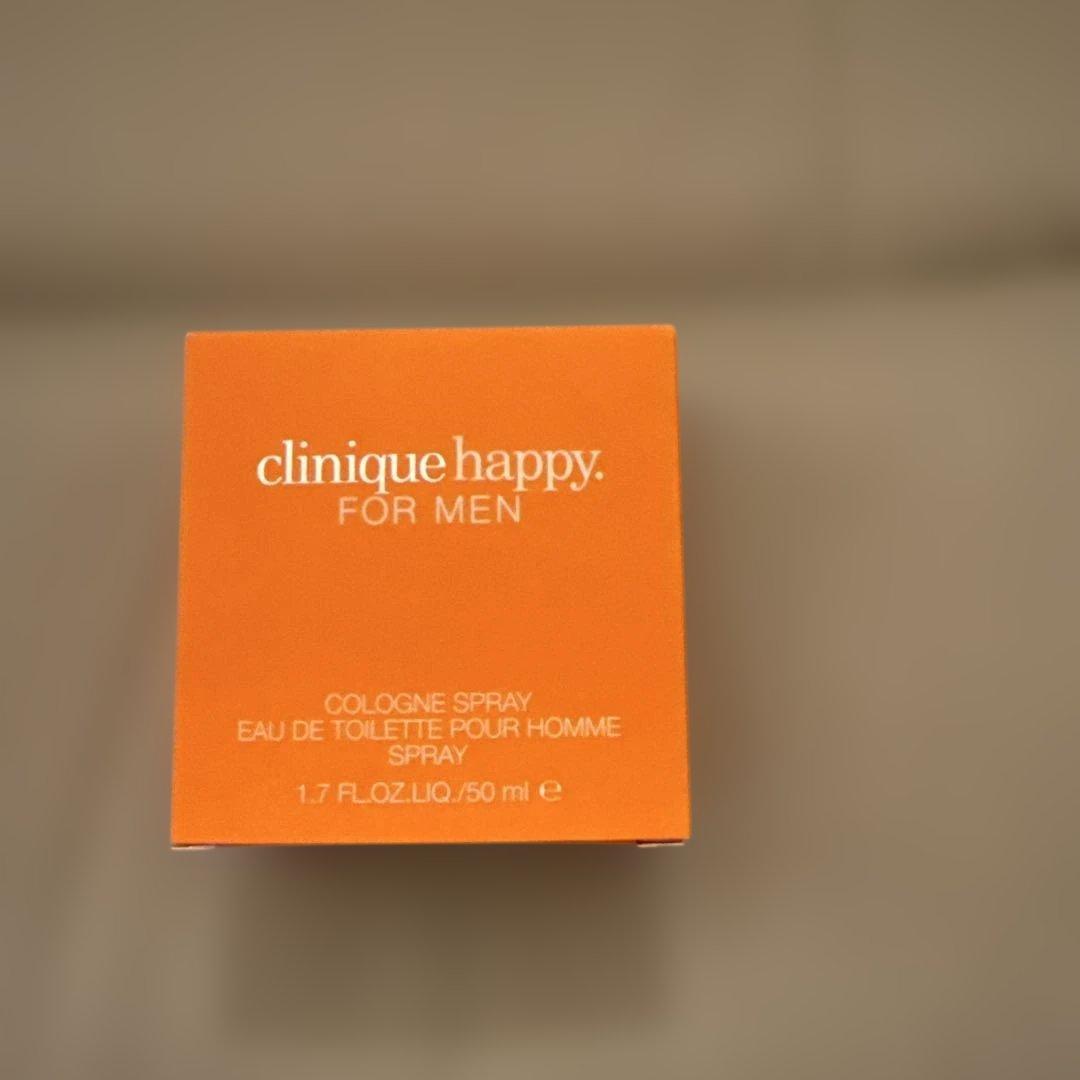 clinique happy.
FOR MEN
COLOGNE SPRAY
EAU DE TOILETTE POUR HOMME
SPRAY
1.7 FL.OZ.LIQ./50 ml ℮